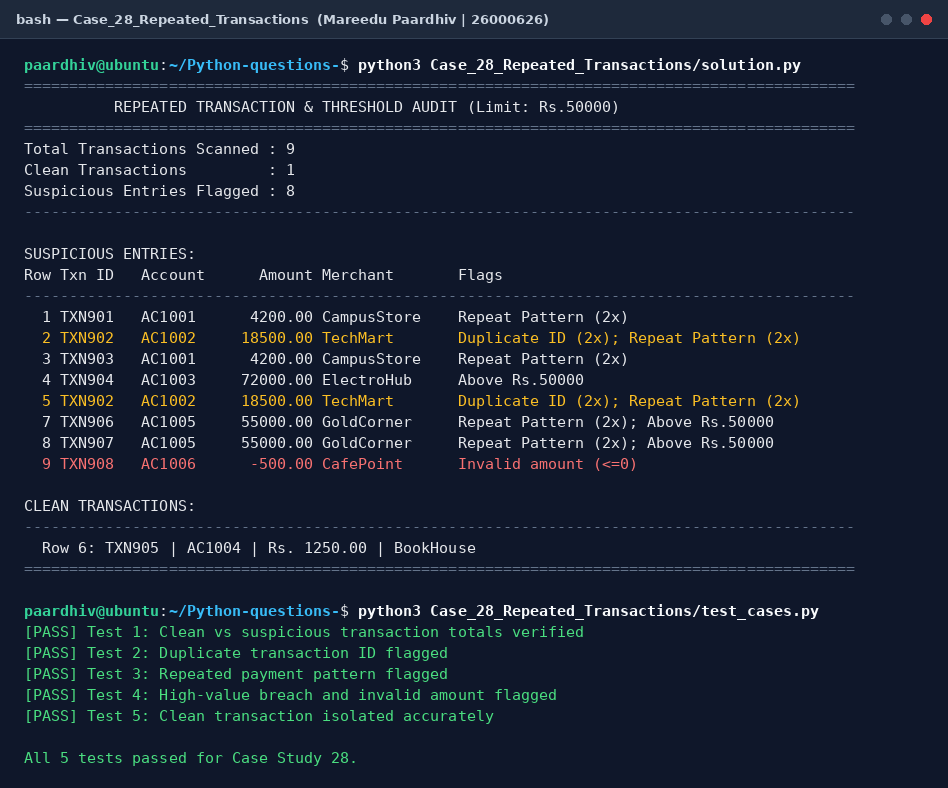 bash — Case_28_Repeated_Transactions  (Mareedu Paardhiv | 26000626)
paardhiv@ubuntu:~/Python-questions-$ python3 Case_28_Repeated_Transactions/solution.py
============================================================================================
          REPEATED TRANSACTION & THRESHOLD AUDIT (Limit: Rs.50000)
============================================================================================
Total Transactions Scanned : 9
Clean Transactions         : 1
Suspicious Entries Flagged : 8
--------------------------------------------------------------------------------------------
SUSPICIOUS ENTRIES:
Row Txn ID   Account      Amount Merchant       Flags
--------------------------------------------------------------------------------------------
  1 TXN901   AC1001      4200.00 CampusStore    Repeat Pattern (2x)
  2 TXN902   AC1002     18500.00 TechMart       Duplicate ID (2x); Repeat Pattern (2x)
  3 TXN903   AC1001      4200.00 CampusStore    Repeat Pattern (2x)
  4 TXN904   AC1003     72000.00 ElectroHub     Above Rs.50000
  5 TXN902   AC1002     18500.00 TechMart       Duplicate ID (2x); Repeat Pattern (2x)
  7 TXN906   AC1005     55000.00 GoldCorner     Repeat Pattern (2x); Above Rs.50000
  8 TXN907   AC1005     55000.00 GoldCorner     Repeat Pattern (2x); Above Rs.50000
  9 TXN908   AC1006      -500.00 CafePoint      Invalid amount (<=0)
CLEAN TRANSACTIONS:
--------------------------------------------------------------------------------------------
  Row 6: TXN905 | AC1004 | Rs. 1250.00 | BookHouse
============================================================================================
paardhiv@ubuntu:~/Python-questions-$ python3 Case_28_Repeated_Transactions/test_cases.py
[PASS] Test 1: Clean vs suspicious transaction totals verified
[PASS] Test 2: Duplicate transaction ID flagged
[PASS] Test 3: Repeated payment pattern flagged
[PASS] Test 4: High-value breach and invalid amount flagged
[PASS] Test 5: Clean transaction isolated accurately
All 5 tests passed for Case Study 28.